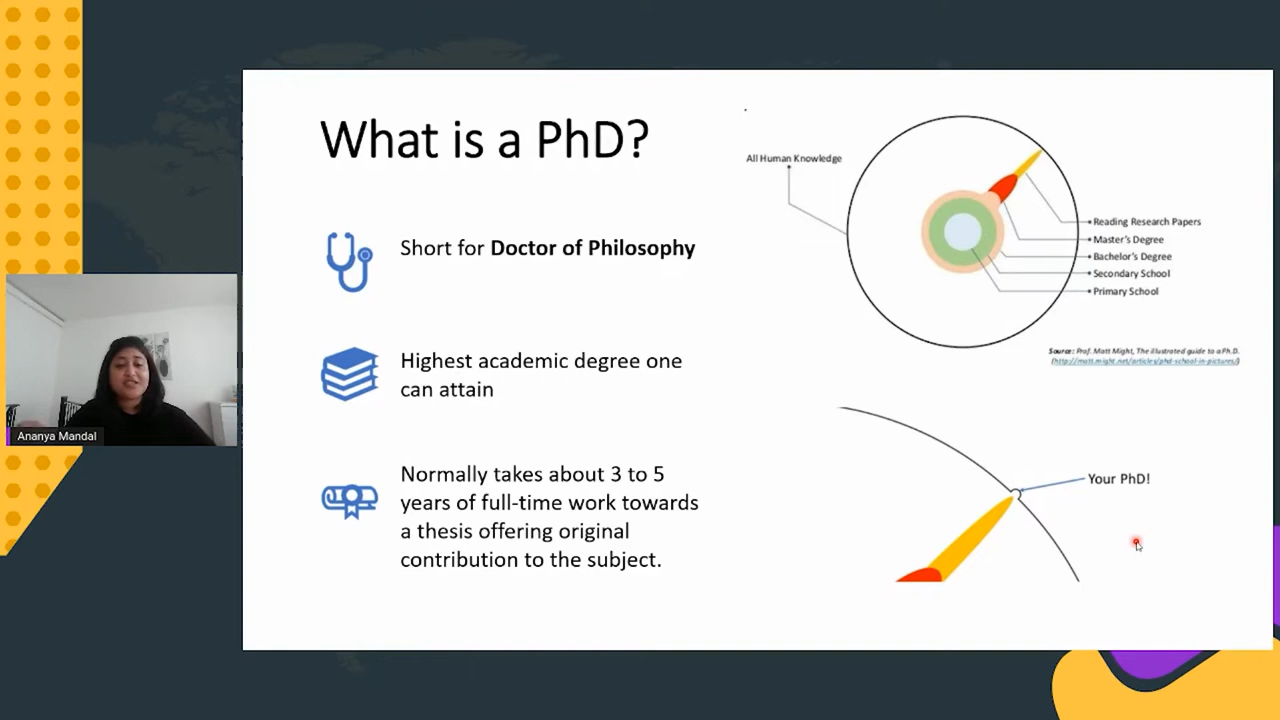 What is a PhD?
Short for Doctor of Philosophy
Highest academic degree one
can attain
Normally takes about 3 to 5
years of full-time work towards
a thesis offering original
contribution to the subject.
All Human Knowledge
Reading Research Papers
Master's Degree
Bachelor's Degree
Secondary School
Primary School
Source: Prof. Matt Might, The illustrated guide to a Ph.D.
(http://matt.might.net/articles/phd-school-in-pictures/)
Your PhD!
Ananya Mandal